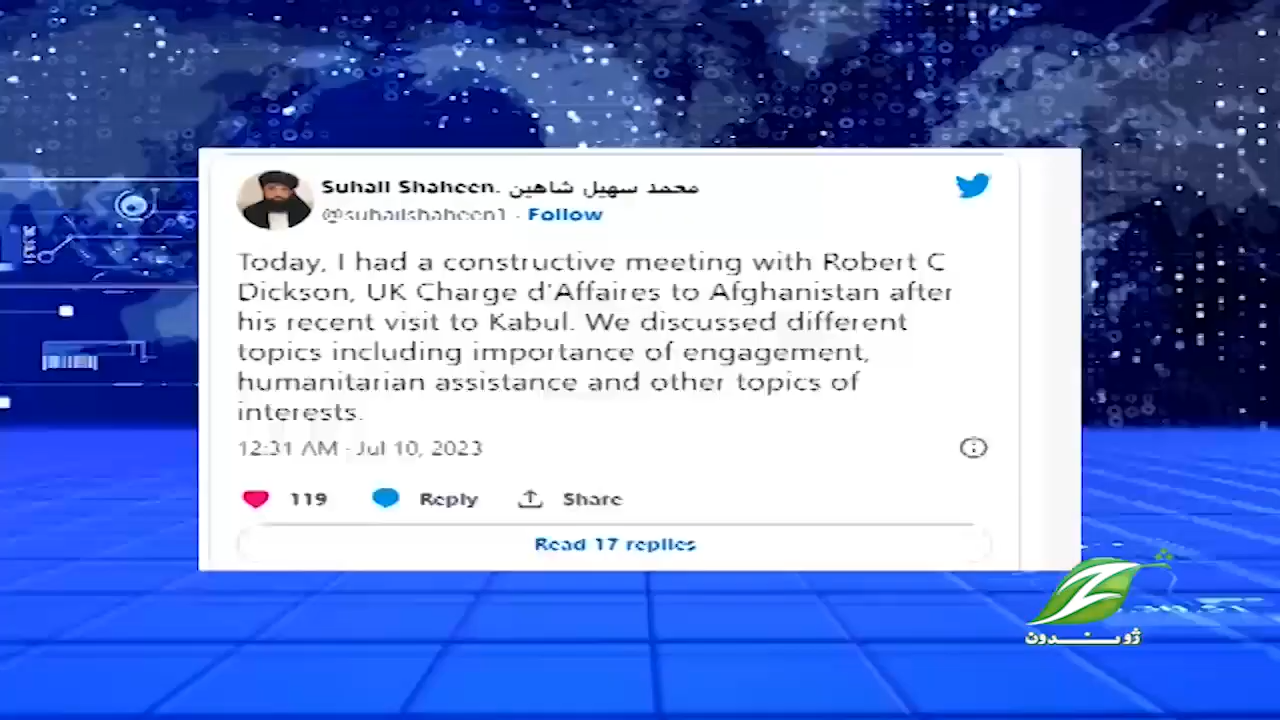 Suhail Shaheen. محمد سهیل شاهین
@suhailshaheen1 · Follow
Today, I had a constructive meeting with Robert C
Dickson, UK Charge d'Affaires to Afghanistan after
his recent visit to Kabul. We discussed different
topics including importance of engagement,
humanitarian assistance and other topics of
interests.
12:31 AM · Jul 10, 2023
119 Reply Share
Read 17 replies
ژوندون